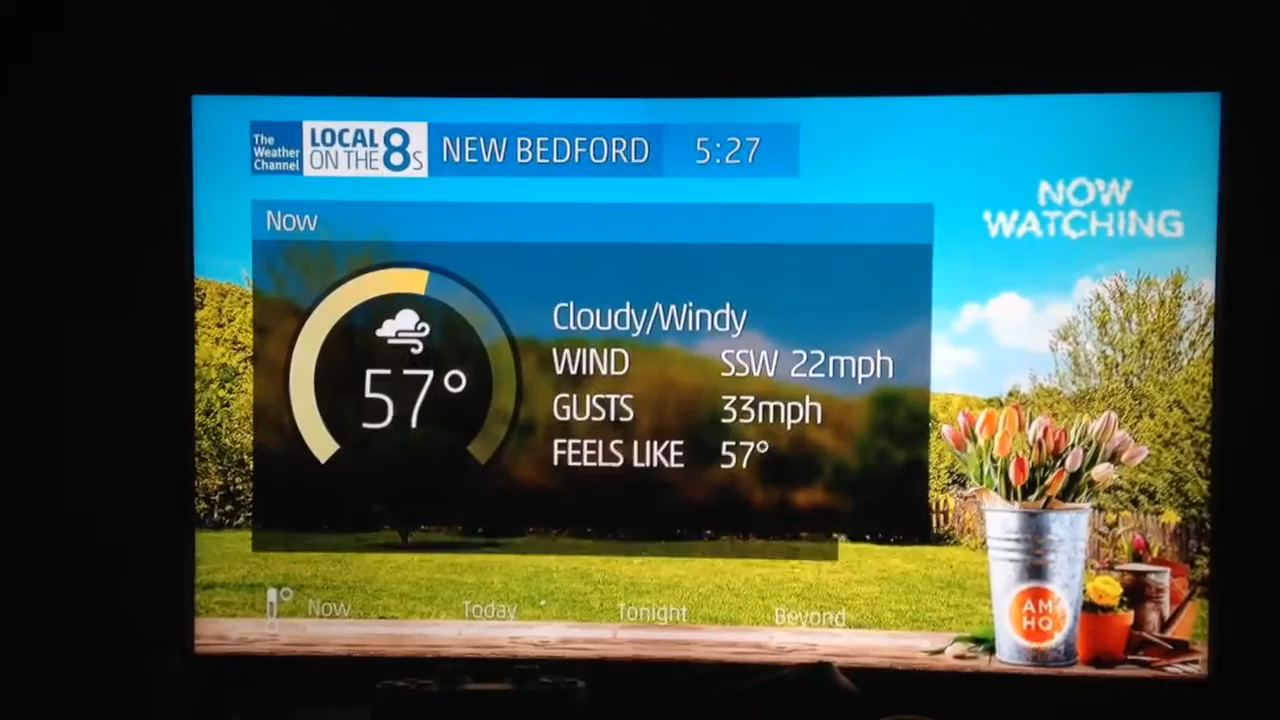 The
Weather
Channel
LOCAL
ON THE 8s
NEW BEDFORD 5:27
NOW
WATCHING
Now
57°
Cloudy/Windy
WIND SSW 22mph
GUSTS 33mph
FEELS LIKE 57°
Now Today Tonight Beyond
AM
HQ